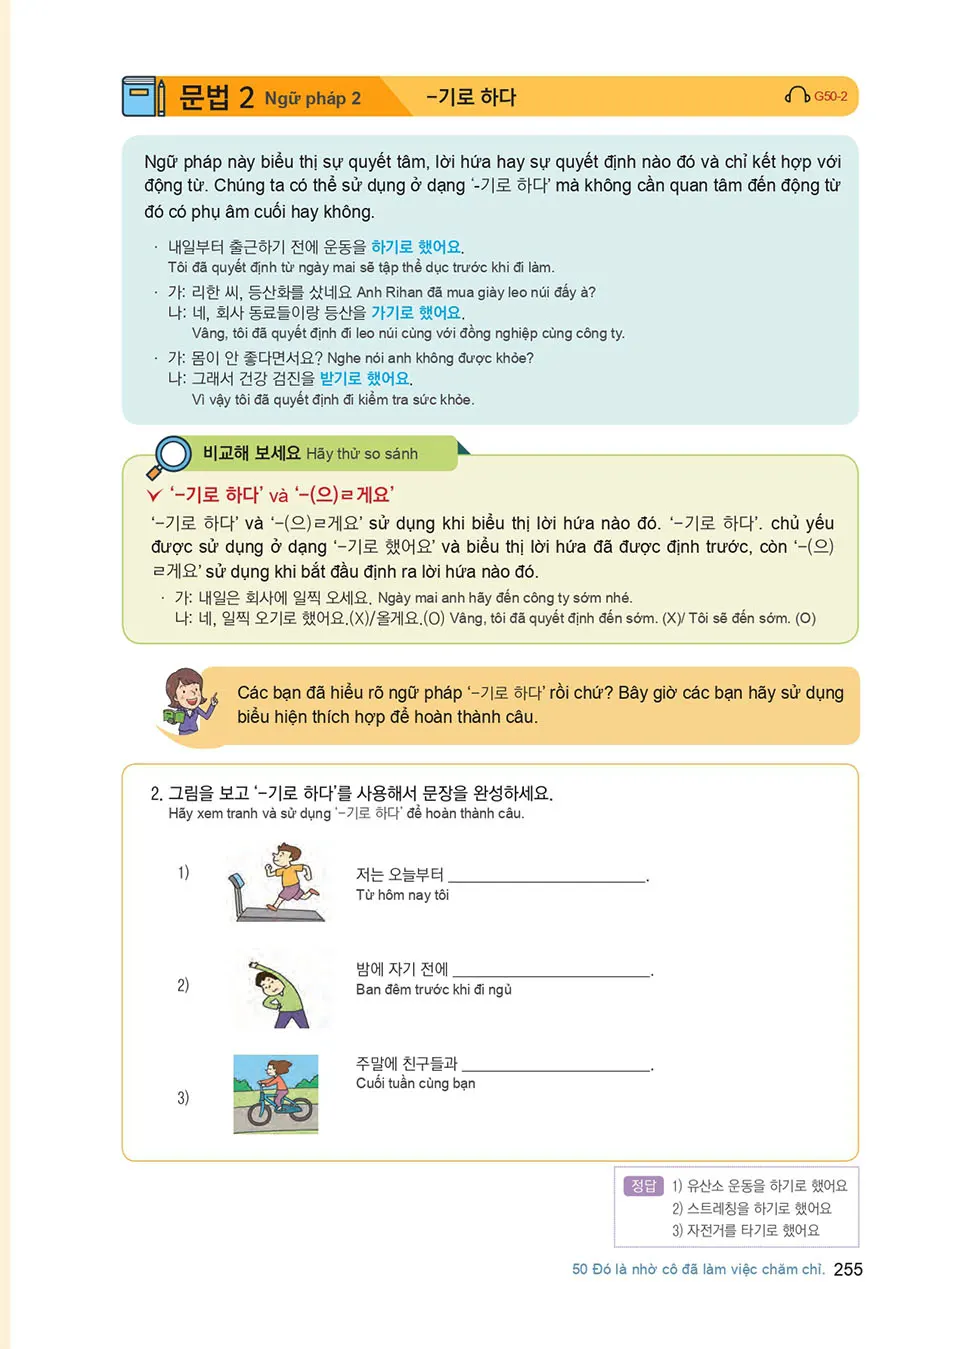 문법 2 Ngữ pháp 2 -기로 하다 G50-2
Ngữ pháp này biểu thị sự quyết tâm, lời hứa hay sự quyết định nào đó và chỉ kết hợp với
động từ. Chúng ta có thể sử dụng ở dạng '-기로 하다' mà không cần quan tâm đến động từ
đó có phụ âm cuối hay không.
· 내일부터 출근하기 전에 운동을 하기로 했어요.
Tôi đã quyết định từ ngày mai sẽ tập thể dục trước khi đi làm.
· 가: 리한 씨, 등산화를 샀네요 Anh Rihan đã mua giày leo núi đấy à?
나: 네, 회사 동료들이랑 등산을 가기로 했어요.
Vâng, tôi đã quyết định đi leo núi cùng với đồng nghiệp cùng công ty.
· 가: 몸이 안 좋다면서요? Nghe nói anh không được khỏe?
나: 그래서 건강 검진을 받기로 했어요.
Vì vậy tôi đã quyết định đi kiểm tra sức khỏe.
비교해 보세요 Hãy thử so sánh
'-기로 하다' và '-(으)ㄹ게요'
'-기로 하다' và '-(으)ㄹ게요' sử dụng khi biểu thị lời hứa nào đó. '-기로 하다'. chủ yếu
được sử dụng ở dạng '-기로 했어요' và biểu thị lời hứa đã được định trước, còn '-(으)
ㄹ게요' sử dụng khi bắt đầu định ra lời hứa nào đó.
· 가: 내일은 회사에 일찍 오세요. Ngày mai anh hãy đến công ty sớm nhé.
나: 네, 일찍 오기로 했어요.(X)/올게요.(O) Vâng, tôi đã quyết định đến sớm. (X)/ Tôi sẽ đến sớm. (O)
Các bạn đã hiểu rõ ngữ pháp '-기로 하다' rồi chứ? Bây giờ các bạn hãy sử dụng
biểu hiện thích hợp để hoàn thành câu.
2. 그림을 보고 '-기로 하다'를 사용해서 문장을 완성하세요.
Hãy xem tranh và sử dụng '-기로 하다' để hoàn thành câu.
1) 저는 오늘부터 ______________________.
Từ hôm nay tôi
2) 밤에 자기 전에 ______________________.
Ban đêm trước khi đi ngủ
3) 주말에 친구들과 ______________________.
Cuối tuần cùng bạn
정답 1) 유산소 운동을 하기로 했어요
2) 스트레칭을 하기로 했어요
3) 자전거를 타기로 했어요
50 Đó là nhờ cô đã làm việc chăm chỉ. 255